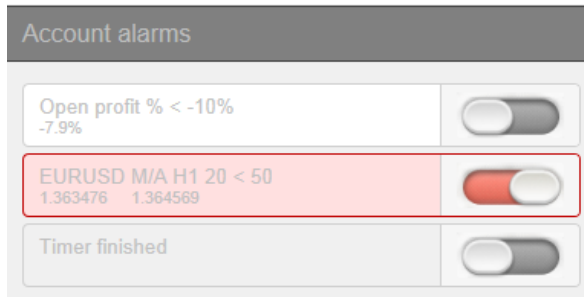 Account alarms
Open profit % < -10%
-7.9%
EURUSD M/A H1 20 < 50
1.363476 1.364569
Timer finished